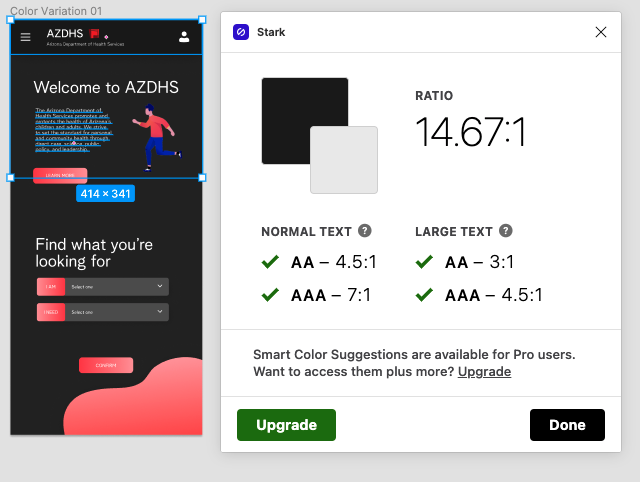 Color Variation 01
AZDHS
Arizona Department of Health Services
Welcome to AZDHS
The Arizona Department of
Health Services promotes and
protects the health of Arizona's
children and adults. We strive
to set the standard for personal
and community health through
direct care, science, public
policy, and leadership.
LEARN MORE
414 × 341
Find what you're
looking for
I AM
Select one
I NEED
Select one
CONFIRM
Stark
RATIO
14.67:1
NORMAL TEXT ?
AA – 4.5:1
AAA – 7:1
LARGE TEXT ?
AA – 3:1
AAA – 4.5:1
Smart Color Suggestions are available for Pro users.
Want to access them plus more? Upgrade
Upgrade
Done